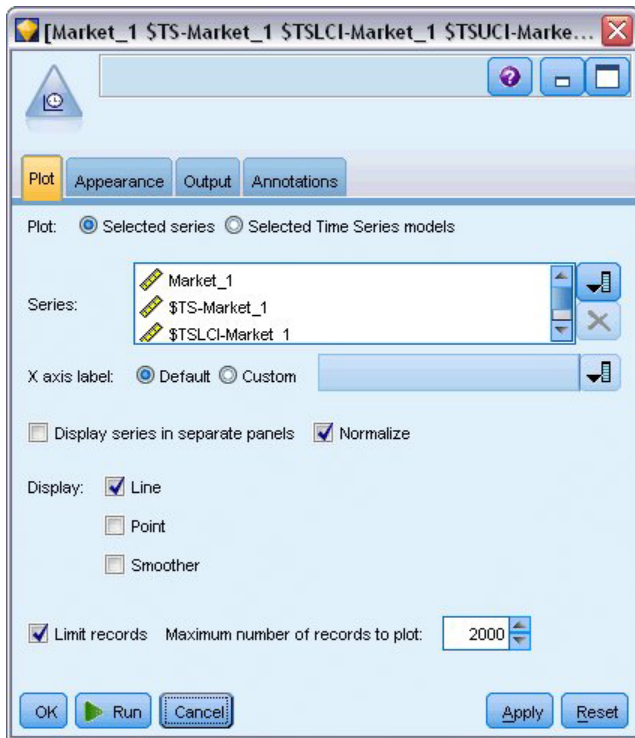 [Market_1 $TS-Market_1 $TSLCI-Market_1 $TSUCI-Marke...
Plot Appearance Output Annotations
Plot: Selected series Selected Time Series models
Series:
Market_1
$TS-Market_1
$TSLCI-Market_1
X axis label: Default Custom
Display series in separate panels Normalize
Display: Line
Point
Smoother
Limit records Maximum number of records to plot: 2000
OK Run Cancel Apply Reset